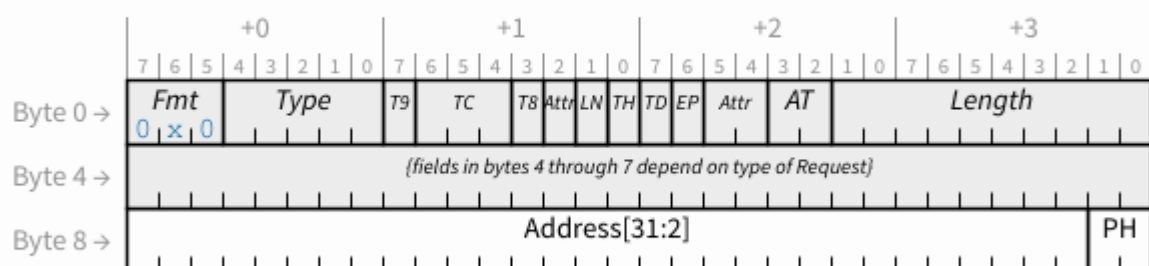 +0 +1 +2 +3
7 6 5 4 3 2 1 0 7 6 5 4 3 2 1 0 7 6 5 4 3 2 1 0 7 6 5 4 3 2 1 0
Byte 0 → Fmt Type T9 TC T8 Attr LN TH TD EP Attr AT Length
0 x 0
Byte 4 → {fields in bytes 4 through 7 depend on type of Request}
Byte 8 → Address[31:2] PH